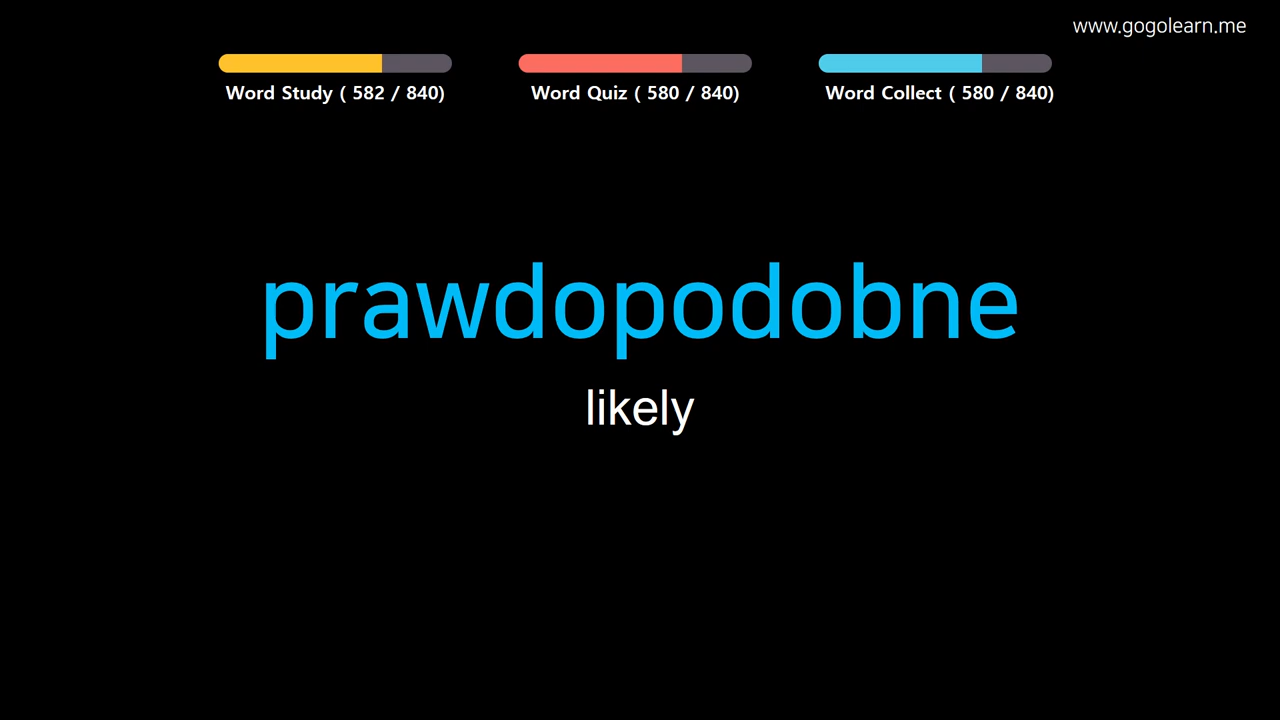 www.gogolearn.me
Word Study ( 582 / 840)
Word Quiz ( 580 / 840)
Word Collect ( 580 / 840)
prawdopodobne
likely